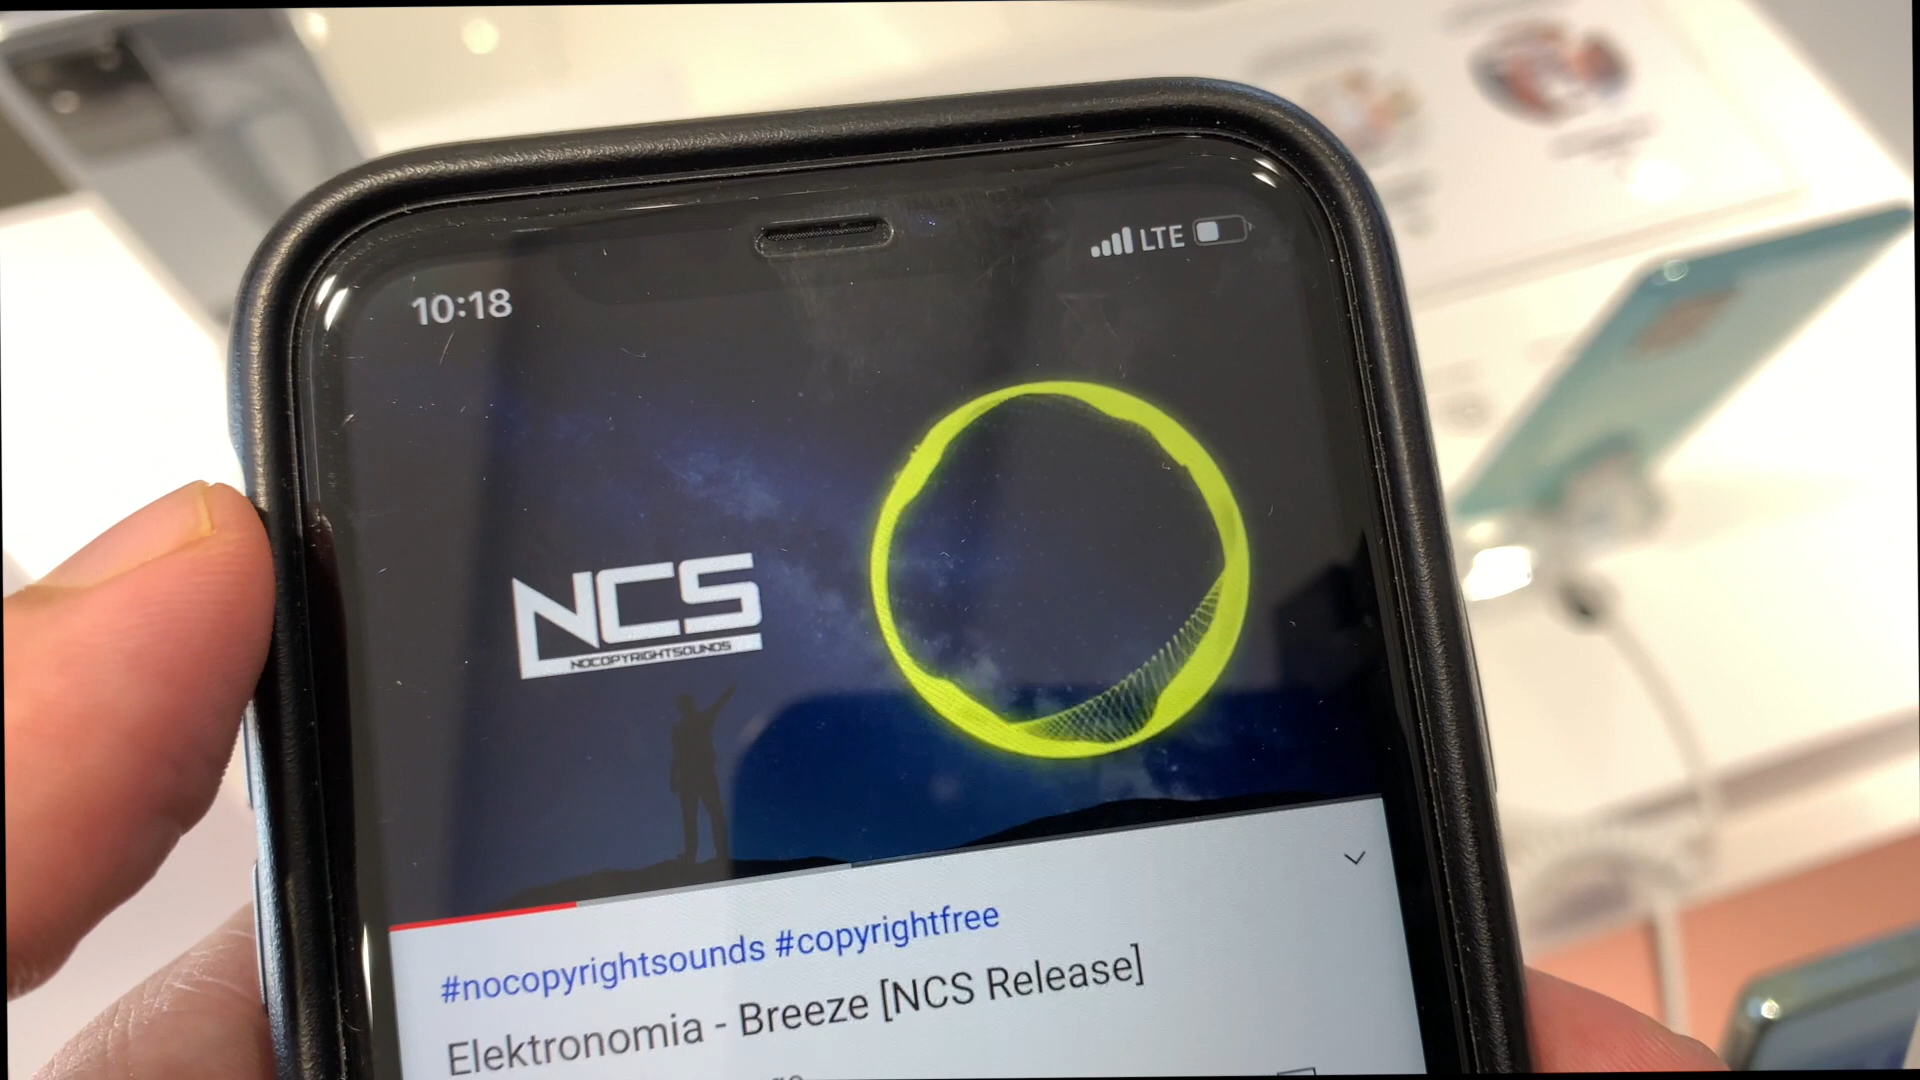 10:18
LTE
NCS
NOCOPYRIGHTSOUNDS
#nocopyrightsounds #copyrightfree
Elektronomia - Breeze [NCS Release]